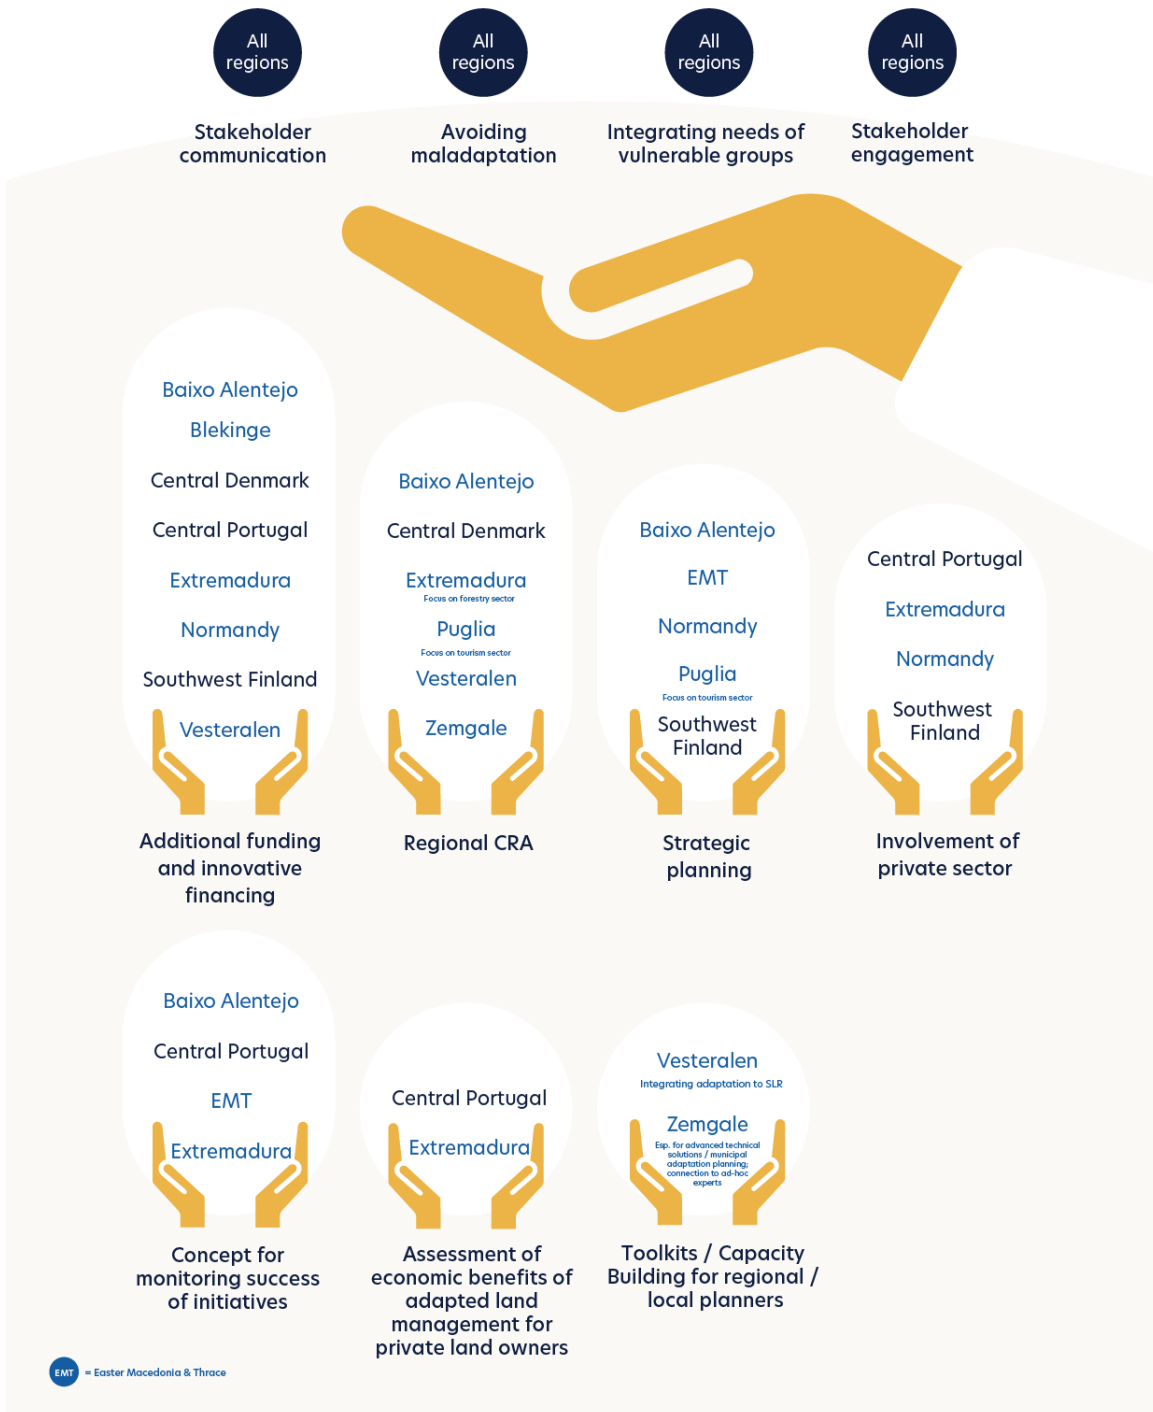 All
regions
All
regions
All
regions
All
regions
Stakeholder
communication
Avoiding
maladaptation
Integrating needs of
vulnerable groups
Stakeholder
engagement
Baixo Alentejo
Blekinge
Central Denmark
Central Portugal
Extremadura
Normandy
Southwest Finland
Vesteralen
Additional funding
and innovative
financing
Baixo Alentejo
Central Denmark
Extremadura
Focus on forestry sector
Puglia
Focus on tourism sector
Vesteralen
Zemgale
Regional CRA
Baixo Alentejo
EMT
Normandy
Puglia
Focus on tourism sector
Southwest
Finland
Strategic
planning
Central Portugal
Extremadura
Normandy
Southwest
Finland
Involvement of
private sector
Baixo Alentejo
Central Portugal
EMT
Extremadura
Concept for
monitoring success
of initiatives
Central Portugal
Extremadura
Assessment of
economic benefits of
adapted land
management for
private land owners
Vesteralen
Integrating adaptation to SLR
Zemgale
Esp. for advanced technical
solutions / municipal
adaptation planning;
connection to ad-hoc
experts
Toolkits / Capacity
Building for regional /
local planners
EMT = Easter Macedonia & Thrace